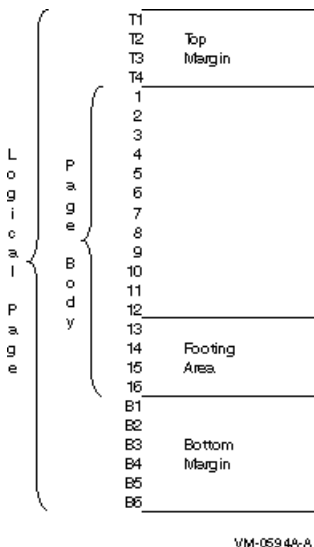 T1
T2 Top
T3 Margin
T4
1
2
3
4
5
6
7
8
9
10
11
12
13
14 Footing
15 Area
16
B1
B2
B3 Bottom
B4 Margin
B5
B6
Logical Page
Page Body
VM-0594A-A